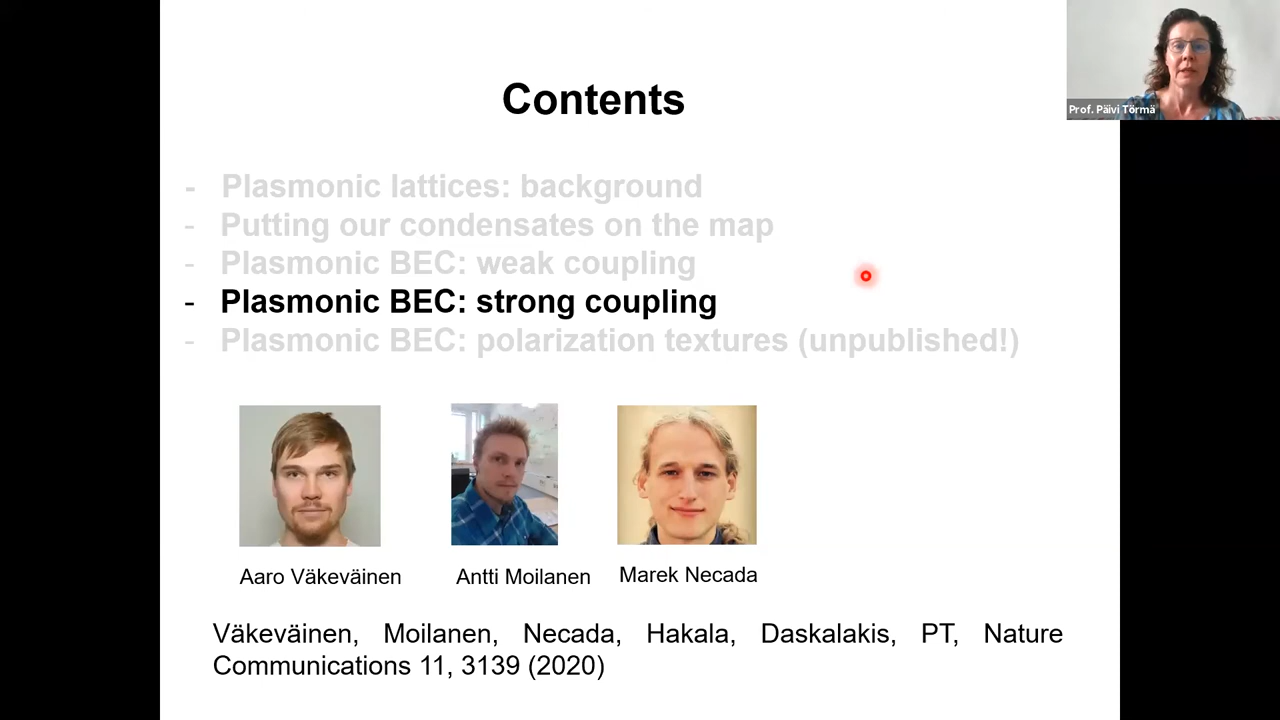 Contents
Prof. Päivi Törmä
- Plasmonic lattices: background
- Putting our condensates on the map
- Plasmonic BEC: weak coupling
- Plasmonic BEC: strong coupling
- Plasmonic BEC: polarization textures (unpublished!)
Aaro Väkeväinen
Antti Moilanen
Marek Necada
Väkeväinen, Moilanen, Necada, Hakala, Daskalakis, PT, Nature
Communications 11, 3139 (2020)